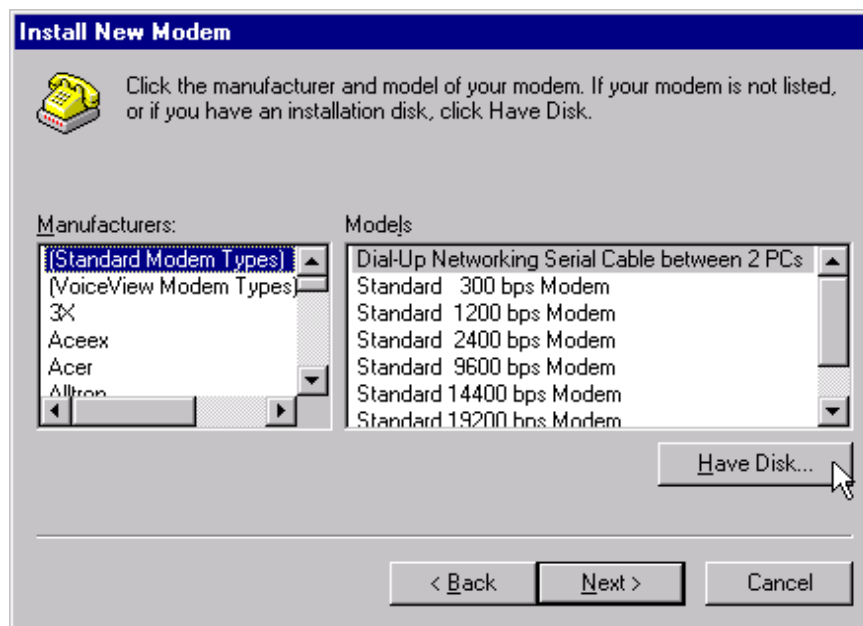 Install New Modem
Click the manufacturer and model of your modem. If your modem is not listed,
or if you have an installation disk, click Have Disk.
Manufacturers:
(Standard Modem Types)
(VoiceView Modem Types)
3X
Aceex
Acer
Alltron
Models
Dial-Up Networking Serial Cable between 2 PCs
Standard   300 bps Modem
Standard  1200 bps Modem
Standard  2400 bps Modem
Standard  9600 bps Modem
Standard 14400 bps Modem
Standard 19200 bps Modem
Have Disk...
< Back
Next >
Cancel